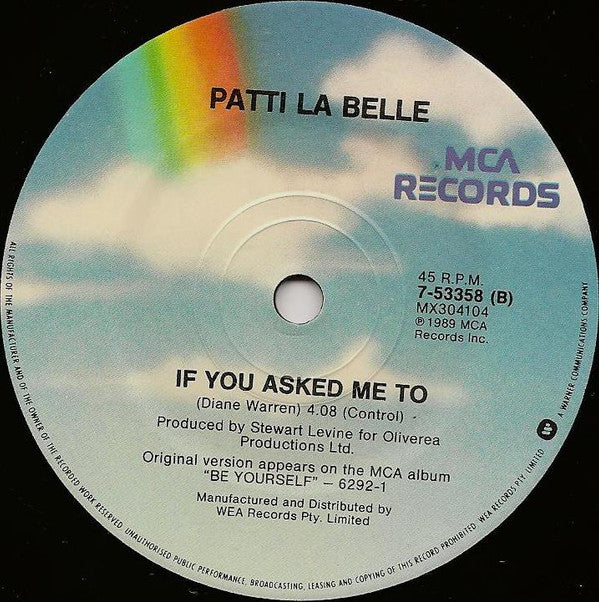 PATTI LA BELLE
MCA
RECORDS
45 R.P.M.
7-53358 (B)
MX304104
℗ 1989 MCA
Records Inc.
IF YOU ASKED ME TO
(Diane Warren) 4.08 (Control)
Produced by Stewart Levine for Oliverea
Productions Ltd.
Original version appears on the MCA album
"BE YOURSELF" — 6292-1
Manufactured and Distributed by
WEA Records Pty. Limited
ALL RIGHTS OF THE MANUFACTURER AND OF THE OWNER OF THE RECORDED WORK RESERVED. UNAUTHORISED PUBLIC PERFORMANCE, BROADCASTING, LEASING AND COPYING OF THIS RECORD PROHIBITED. WEA RECORDS PTY. LIMITED
A WARNER COMMUNICATIONS COMPANY